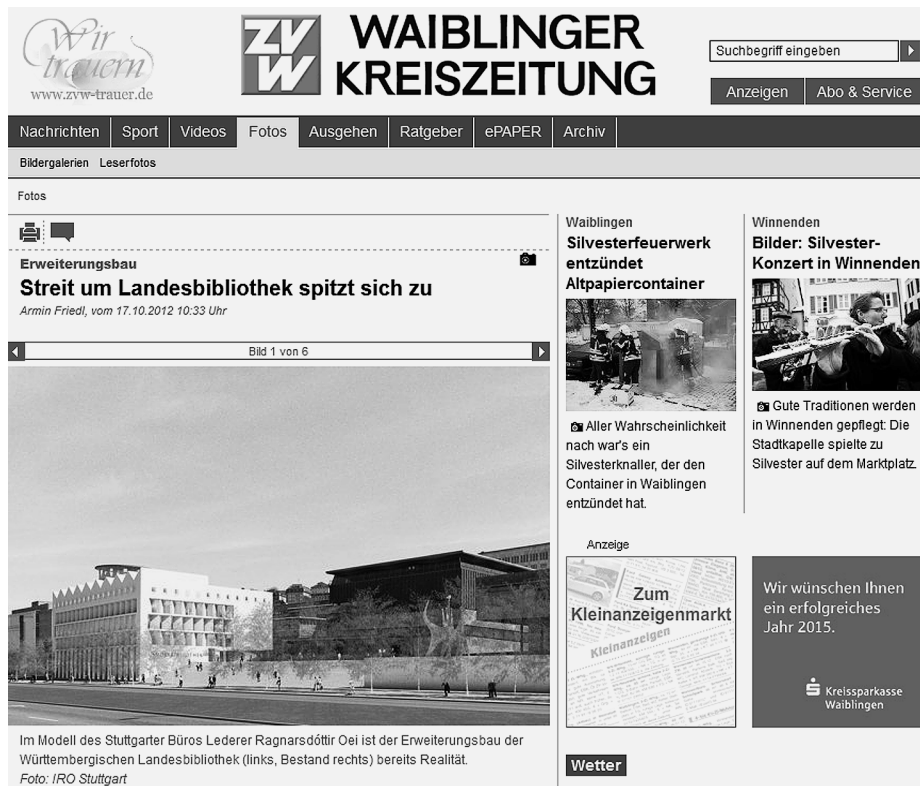 Wir
trauern
www.zvw-trauer.de
ZVW
WAIBLINGER
KREISZEITUNG
Suchbegriff eingeben
Anzeigen
Abo & Service
Nachrichten
Sport
Videos
Fotos
Ausgehen
Ratgeber
ePAPER
Archiv
Bildergalerien
Leserfotos
Fotos
Erweiterungsbau
Streit um Landesbibliothek spitzt sich zu
Armin Friedl, vom 17.10.2012 10:33 Uhr
Bild 1 von 6
Im Modell des Stuttgarter Büros Lederer Ragnarsdóttir Oei ist der Erweiterungsbau der
Württembergischen Landesbibliothek (links, Bestand rechts) bereits Realität.
Foto: IRO Stuttgart
Waiblingen
Silvesterfeuerwerk
entzündet
Altpapiercontainer
Aller Wahrscheinlichkeit
nach war's ein
Silvesterknaller, der den
Container in Waiblingen
entzündet hat.
Winnenden
Bilder: Silvester-
Konzert in Winnenden
Gute Traditionen werden
in Winnenden gepflegt: Die
Stadtkapelle spielte zu
Silvester auf dem Marktplatz.
Anzeige
Zum
Kleinanzeigenmarkt
Kleinanzeigen
Wir wünschen Ihnen
ein erfolgreiches
Jahr 2015.
Kreissparkasse
Waiblingen
Wetter